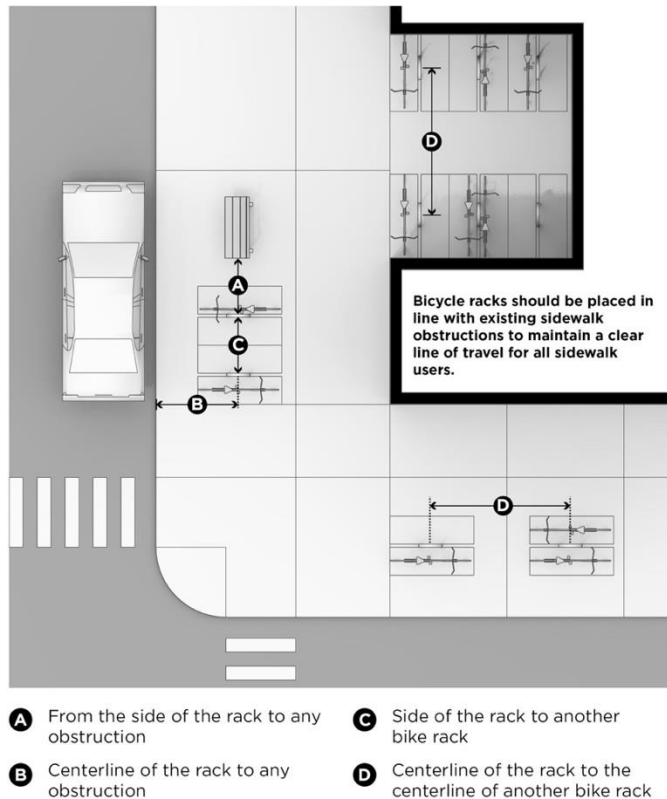 D
A
Bicycle racks should be placed in
line with existing sidewalk
obstructions to maintain a clear
line of travel for all sidewalk
users.
C
B
D
A From the side of the rack to any
obstruction
B Centerline of the rack to any
obstruction
C Side of the rack to another
bike rack
D Centerline of the rack to the
centerline of another bike rack